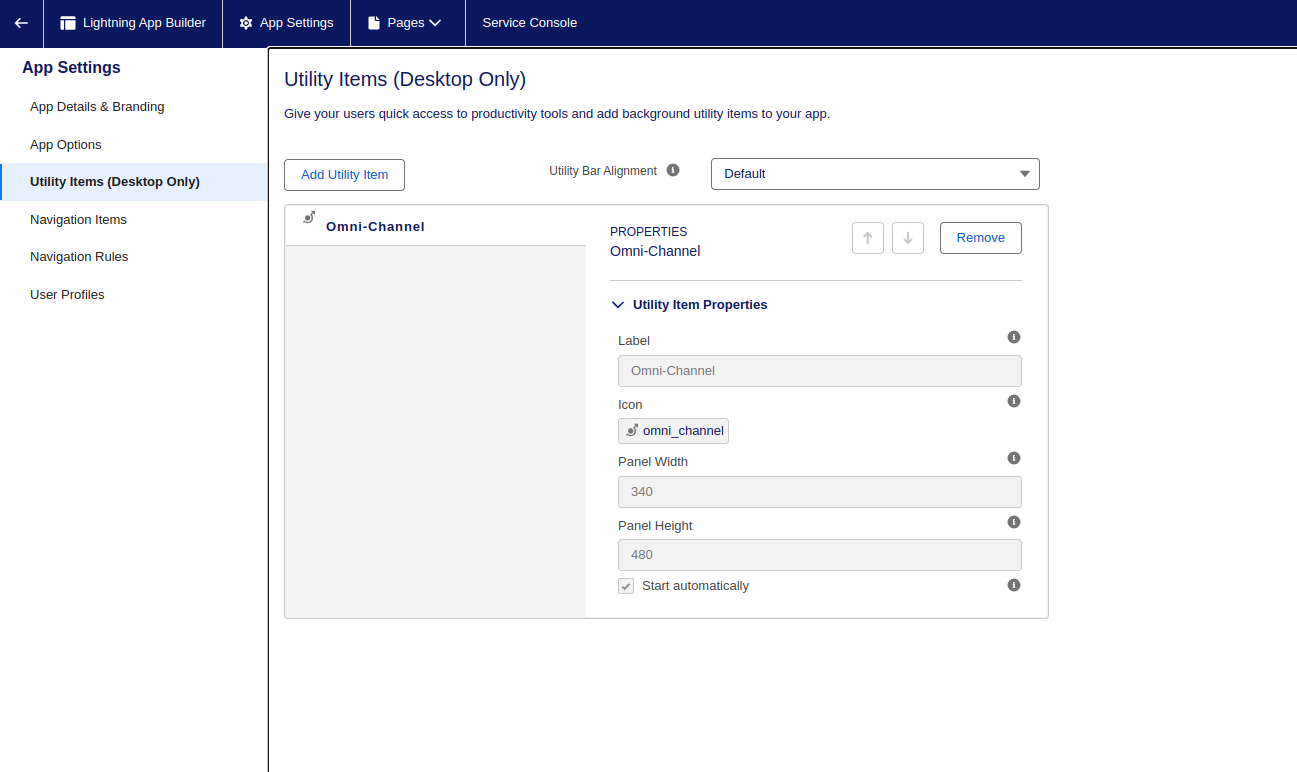 Lightning App Builder
App Settings
Pages
Service Console
App Settings
App Details & Branding
App Options
Utility Items (Desktop Only)
Navigation Items
Navigation Rules
User Profiles
Utility Items (Desktop Only)
Give your users quick access to productivity tools and add background utility items to your app.
Add Utility Item
Utility Bar Alignment
Default
Omni-Channel
PROPERTIES
Omni-Channel
Remove
Utility Item Properties
Label
Omni-Channel
Icon
omni_channel
Panel Width
340
Panel Height
480
Start automatically